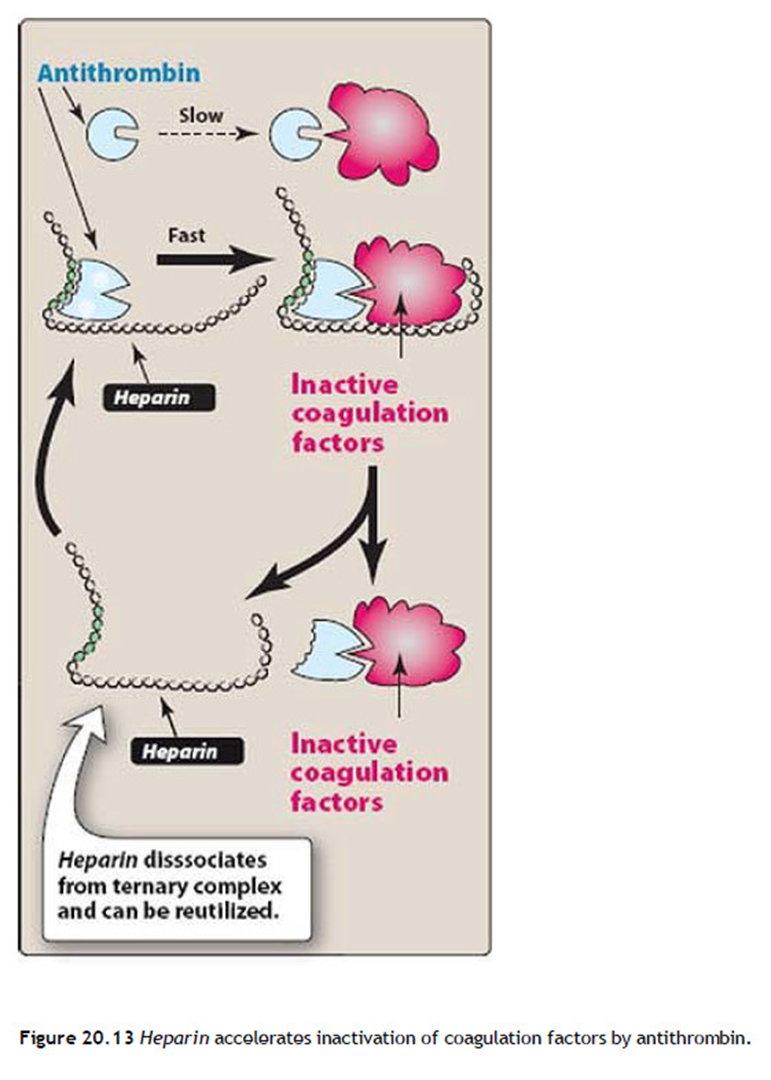 Antithrombin
Slow
Fast
Heparin
Inactive
coagulation
factors
Heparin
Inactive
coagulation
factors
Heparin disssociates
from ternary complex
and can be reutilized.
Figure 20.13 Heparin accelerates inactivation of coagulation factors by antithrombin.